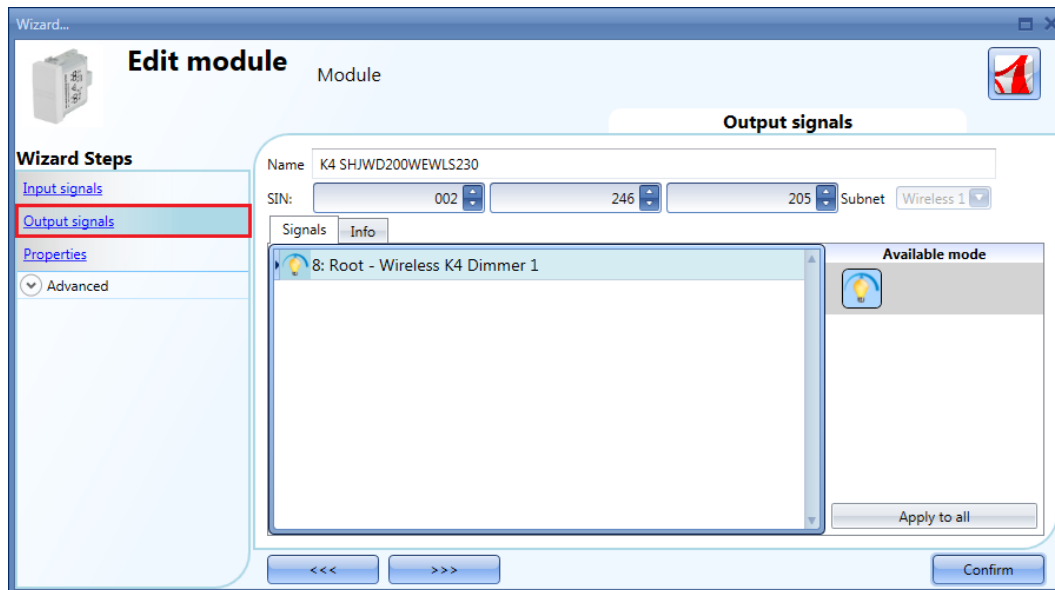 Wizard...
Edit module
Module
Output signals
Wizard Steps
Input signals
Output signals
Properties
Advanced
Name K4 SHJWD200WEWLS230
SIN: 002 246 205 Subnet Wireless 1
Signals Info
8: Root - Wireless K4 Dimmer 1
Available mode
Apply to all
<<< >>> Confirm